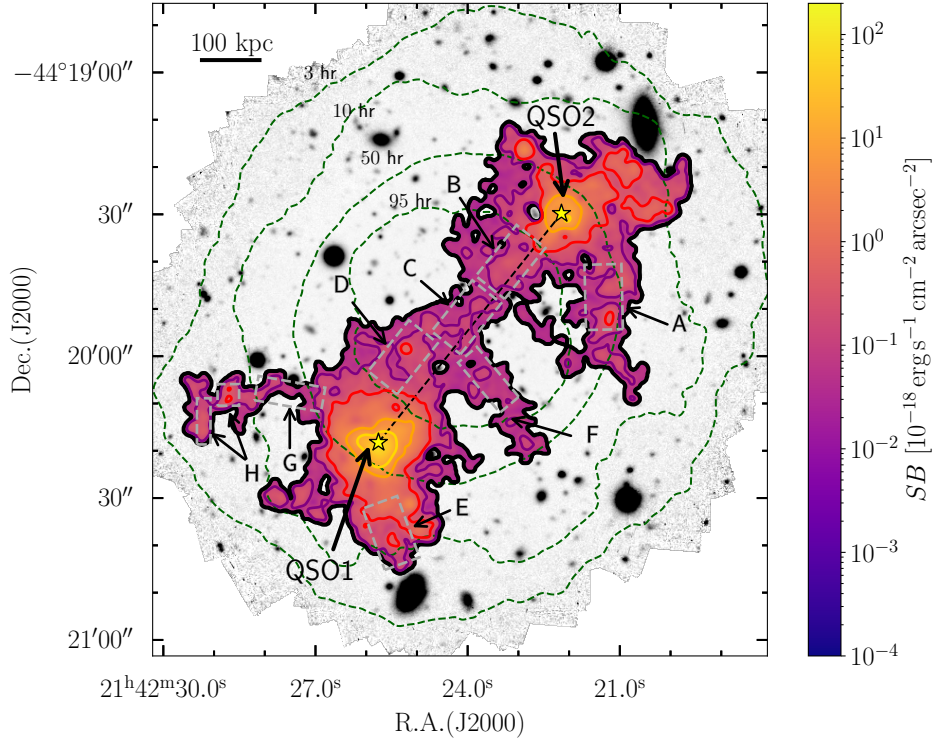 100 kpc
3 hr
10 hr
50 hr
95 hr
QSO2
B
C
D
A
F
G
H
E
QSO1
−44°19′00″
30″
20′00″
30″
21′00″
Dec.(J2000)
21ʰ42ᵐ30.0ˢ
27.0ˢ
24.0ˢ
21.0ˢ
R.A.(J2000)
10²
10¹
10⁰
10⁻¹
10⁻²
10⁻³
10⁻⁴
SB [10⁻¹⁸ erg s⁻¹ cm⁻² arcsec⁻²]